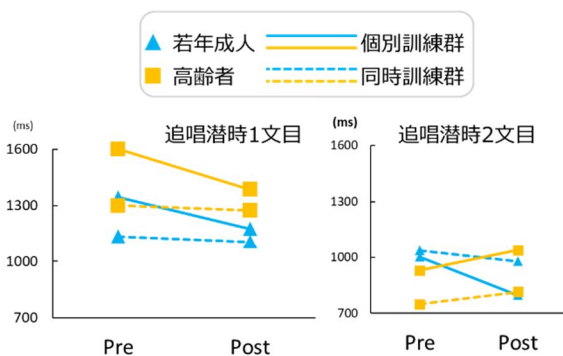 若年成人 個別訓練群
高齢者 同時訓練群
(ms) 追唱潜時1文目
1600
1300
1000
700
Pre Post
(ms) 追唱潜時2文目
1600
1300
1000
700
Pre Post